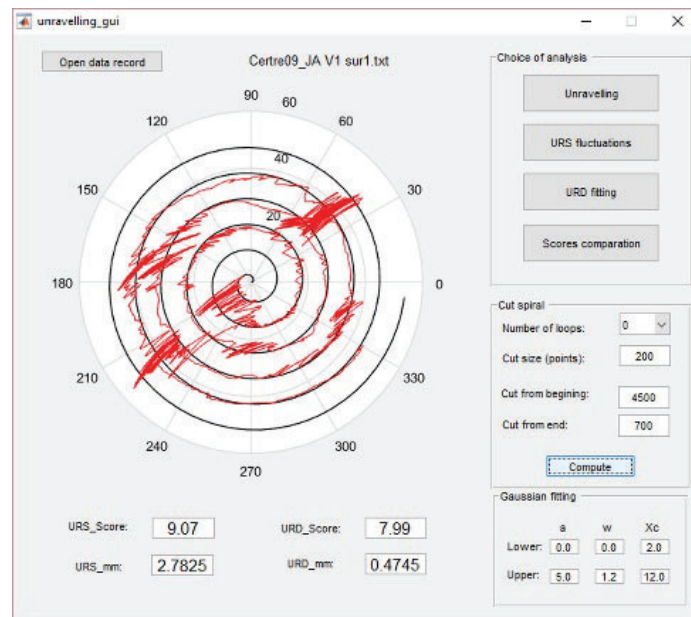 unravelling_gui
Open data record
Certre09_JA V1 sur1.txt
90
60
120
60
40
150
30
20
180
0
210
330
240
300
270
URS_Score: 9.07
URD_Score: 7.99
URS_mm: 2.7825
URD_mm: 0.4745
Choice of analysis
Unravelling
URS fluctuations
URD fitting
Scores comparation
Cut spiral
Number of loops: 0
Cut size (points): 200
Cut from begining: 4500
Cut from end: 700
Compute
Gaussian fitting
a w Xc
Lower: 0.0 0.0 2.0
Upper: 5.0 1.2 12.0